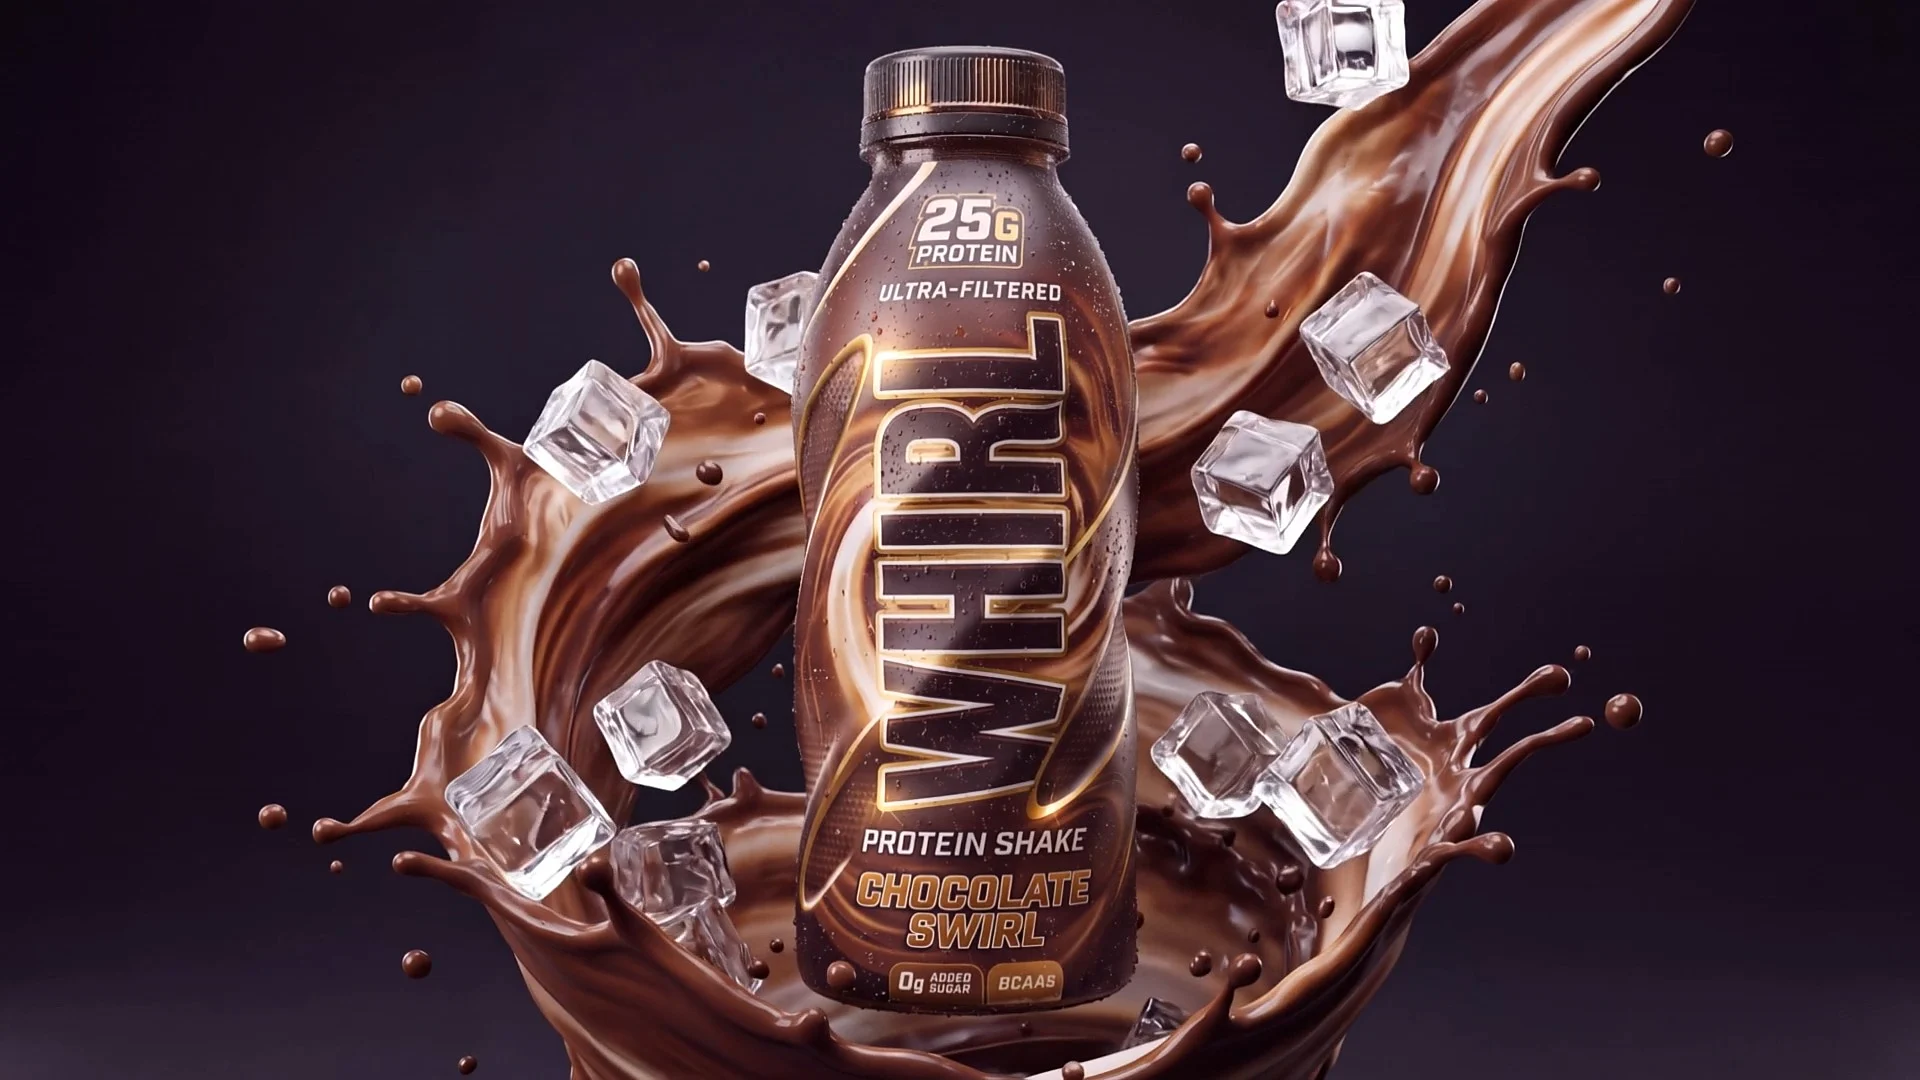 25G
PROTEIN
ULTRA-FILTERED
WHIRL
PROTEIN SHAKE
CHOCOLATE
SWIRL
0g ADDED
SUGAR
BCAAS